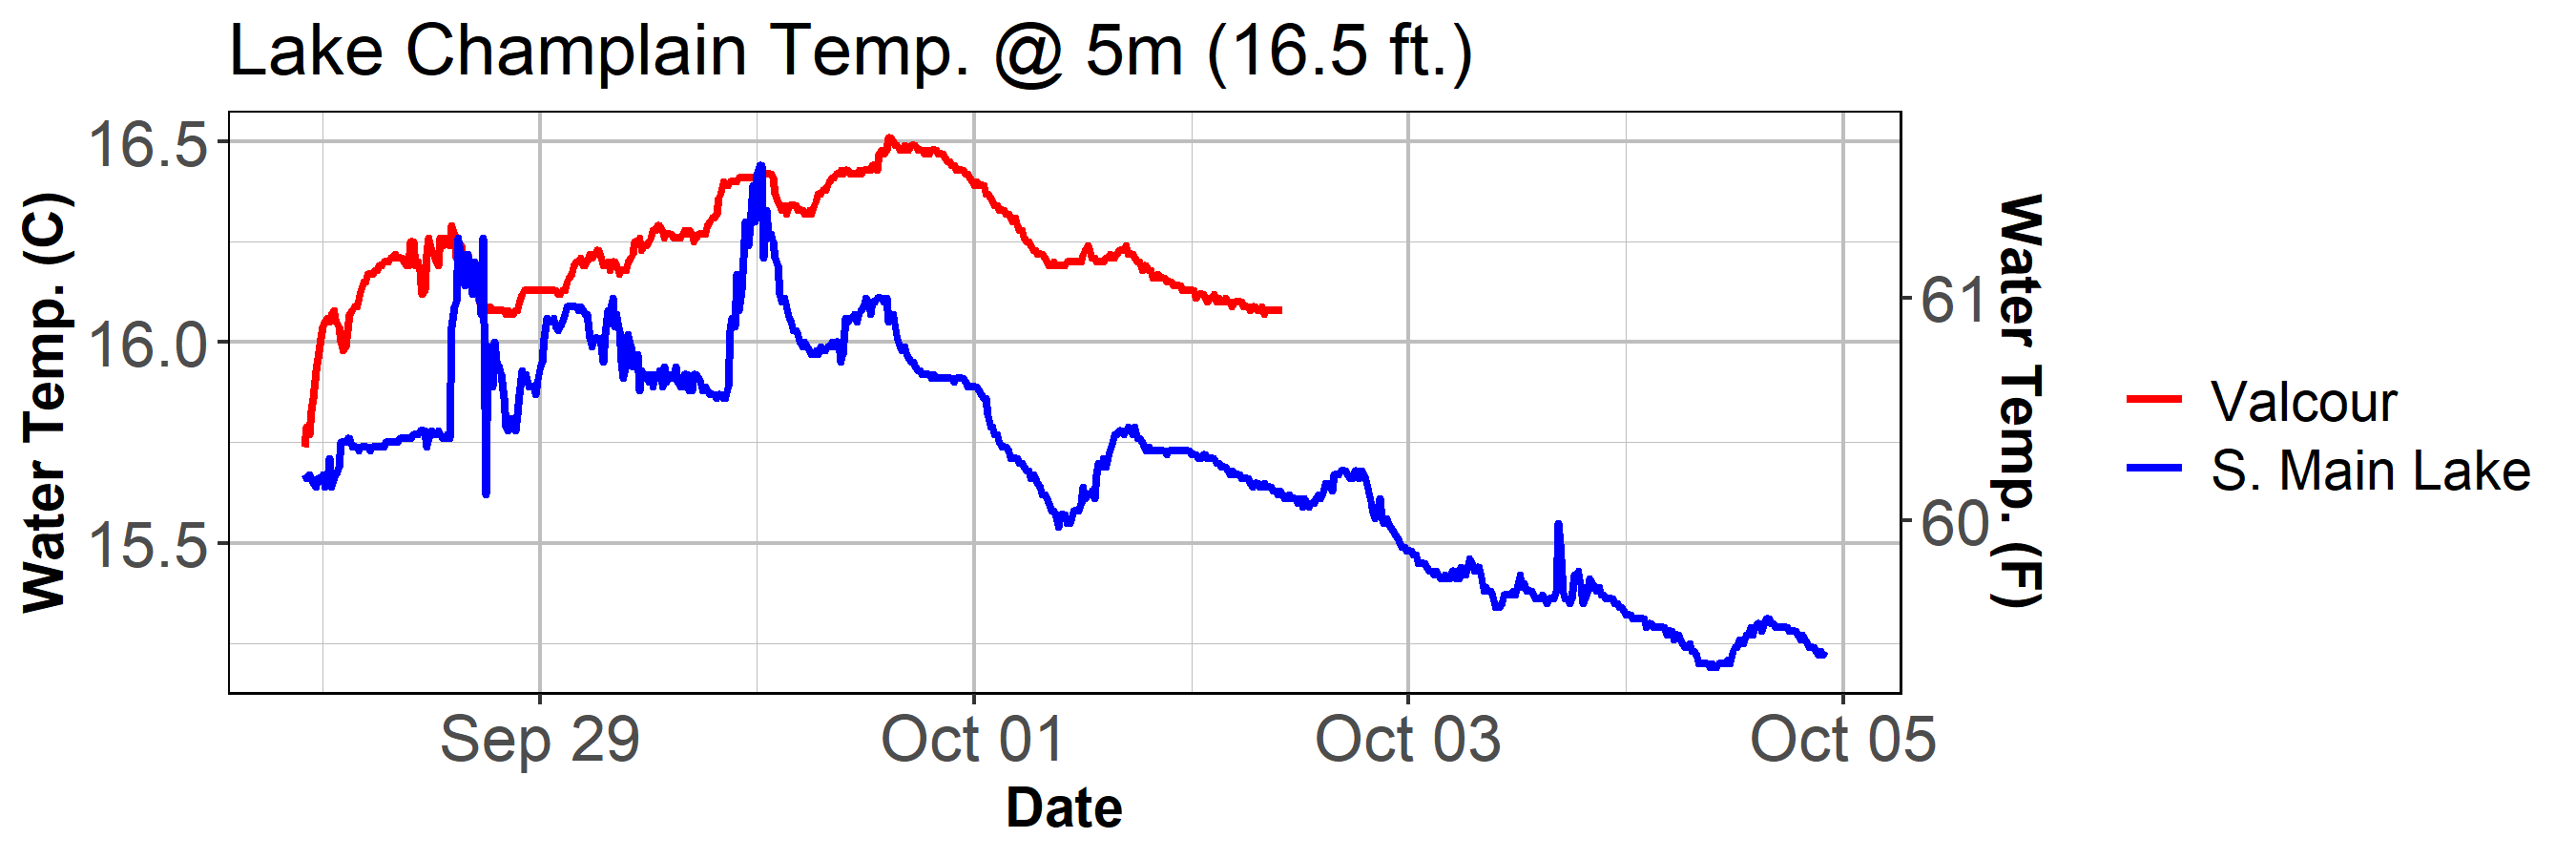 Lake Champlain Temp. @ 5m (16.5 ft.)
Water Temp. (C)
16.5
16.0
15.5
Sep 29
Oct 01
Oct 03
Oct 05
Date
61
60
Water Temp. (F)
Valcour
S. Main Lake